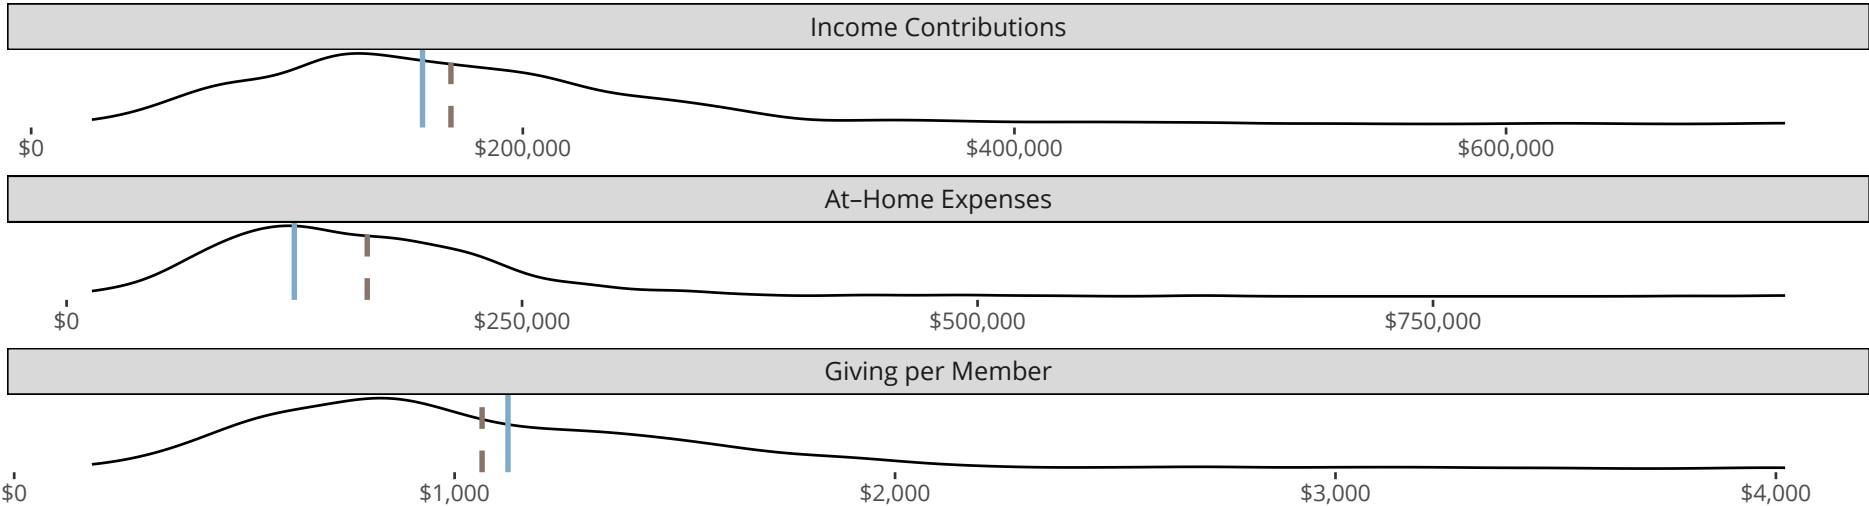 Income Contributions
$0 $200,000 $400,000 $600,000
At–Home Expenses
$0 $250,000 $500,000 $750,000
Giving per Member
$0 $1,000 $2,000 $3,000 $4,000